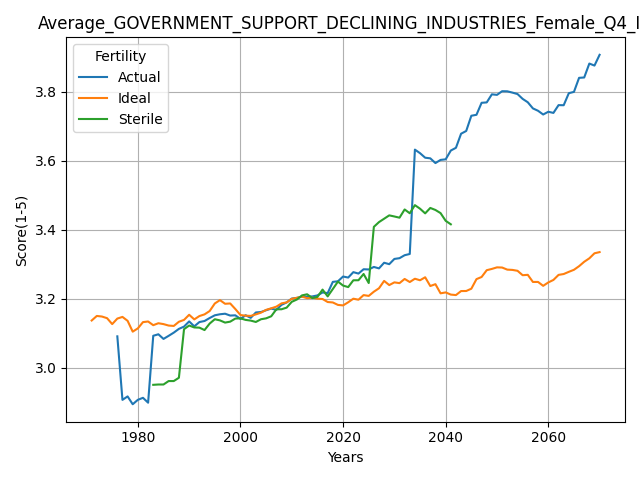 Average_GOVERNMENT_SUPPORT_DECLINING_INDUSTRIES_Female_Q4_I
Fertility
Actual
Ideal
Sterile
3.8
3.6
3.4
3.2
3.0
Score(1-5)
1980 2000 2020 2040 2060
Years